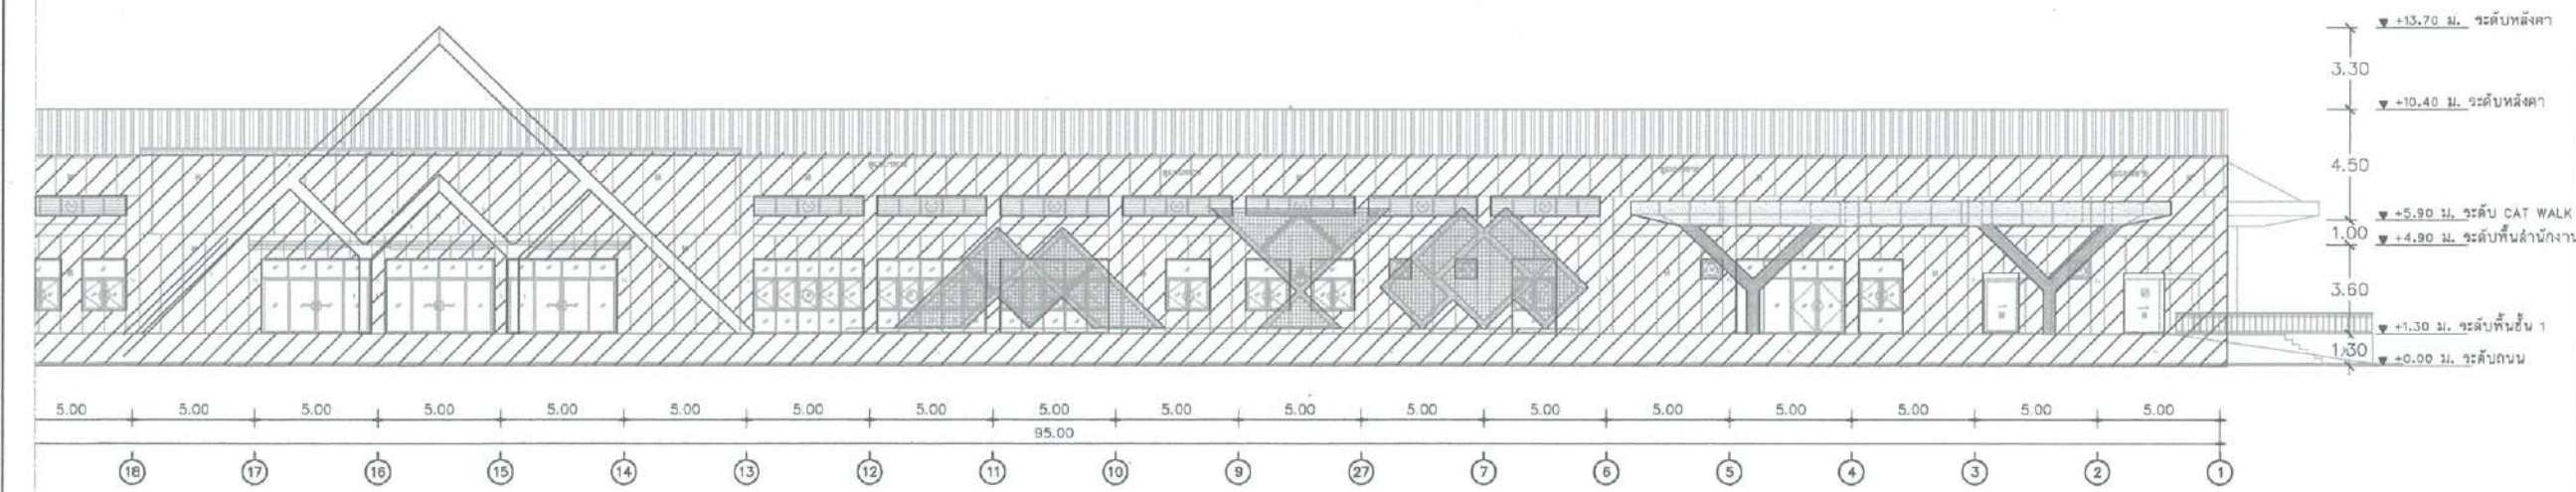 +13.70 ม. ระดับหลังคา
3.30
+10.40 ม. ระดับหลังคา
4.50
+5.90 ม. ระดับ CAT WALK
1.00
+4.90 ม. ระดับพื้นสำนักงาน
3.60
+1.30 ม. ระดับพื้นชั้น 1
1.30
+0.00 ม. ระดับถนน
5.00 5.00 5.00 5.00 5.00 5.00 5.00 5.00 5.00 5.00 5.00 5.00 5.00 5.00 5.00 5.00 5.00 5.00
95.00
18 17 16 15 14 13 12 11 10 9 27 7 6 5 4 3 2 1